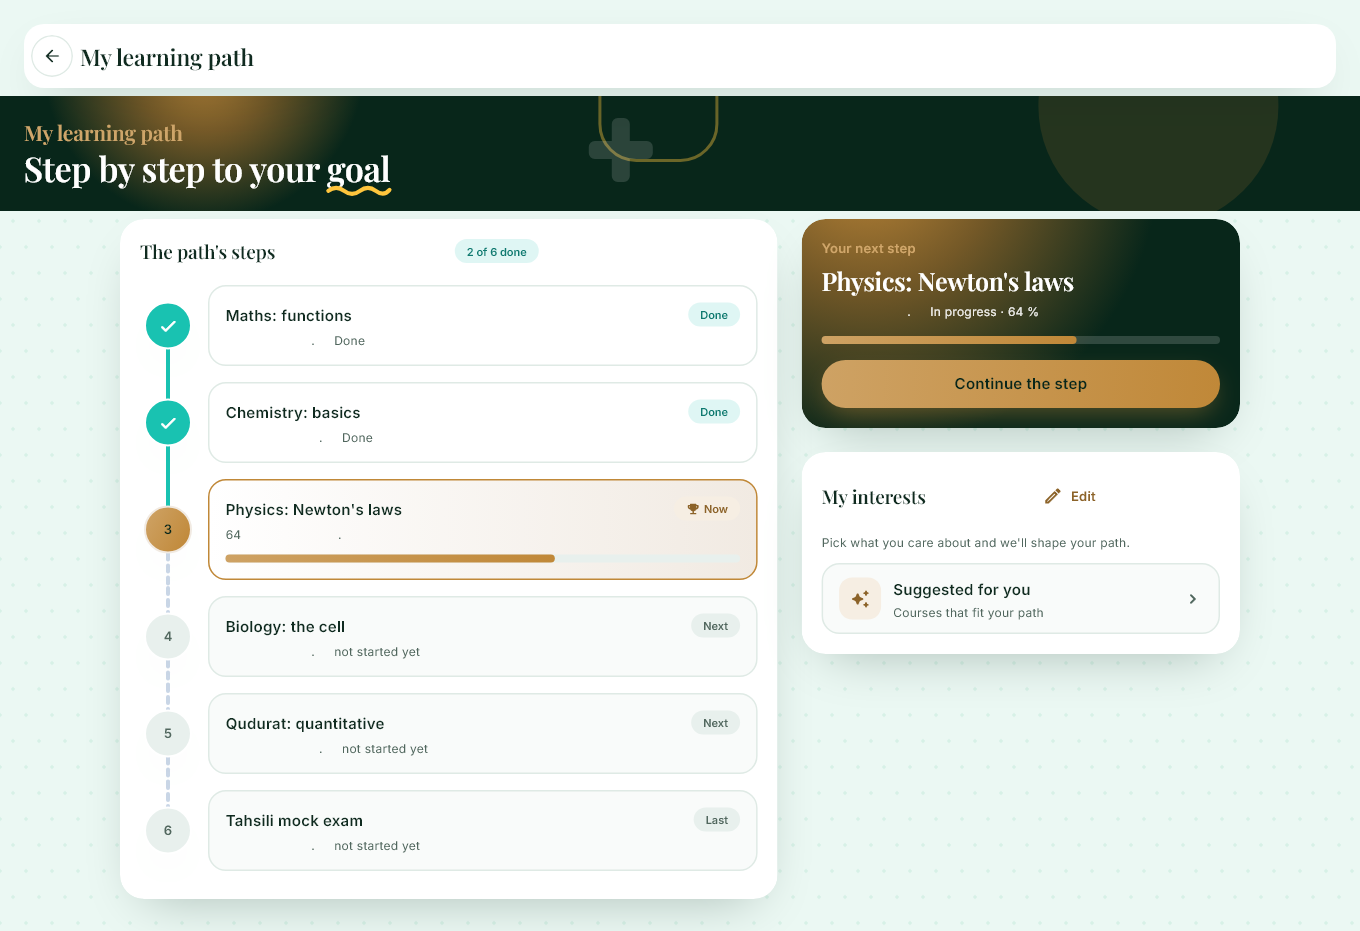 My learning path
My learning path
Step by step to your goal
The path's steps
2 of 6 done
Maths: functions
Done
. Done
Chemistry: basics
Done
. Done
3
Physics: Newton's laws
Now
64 .
4
Biology: the cell
Next
. not started yet
5
Qudurat: quantitative
Next
. not started yet
6
Tahsili mock exam
Last
. not started yet
Your next step
Physics: Newton's laws
. In progress · 64 %
Continue the step
My interests
Edit
Pick what you care about and we'll shape your path.
Suggested for you
Courses that fit your path